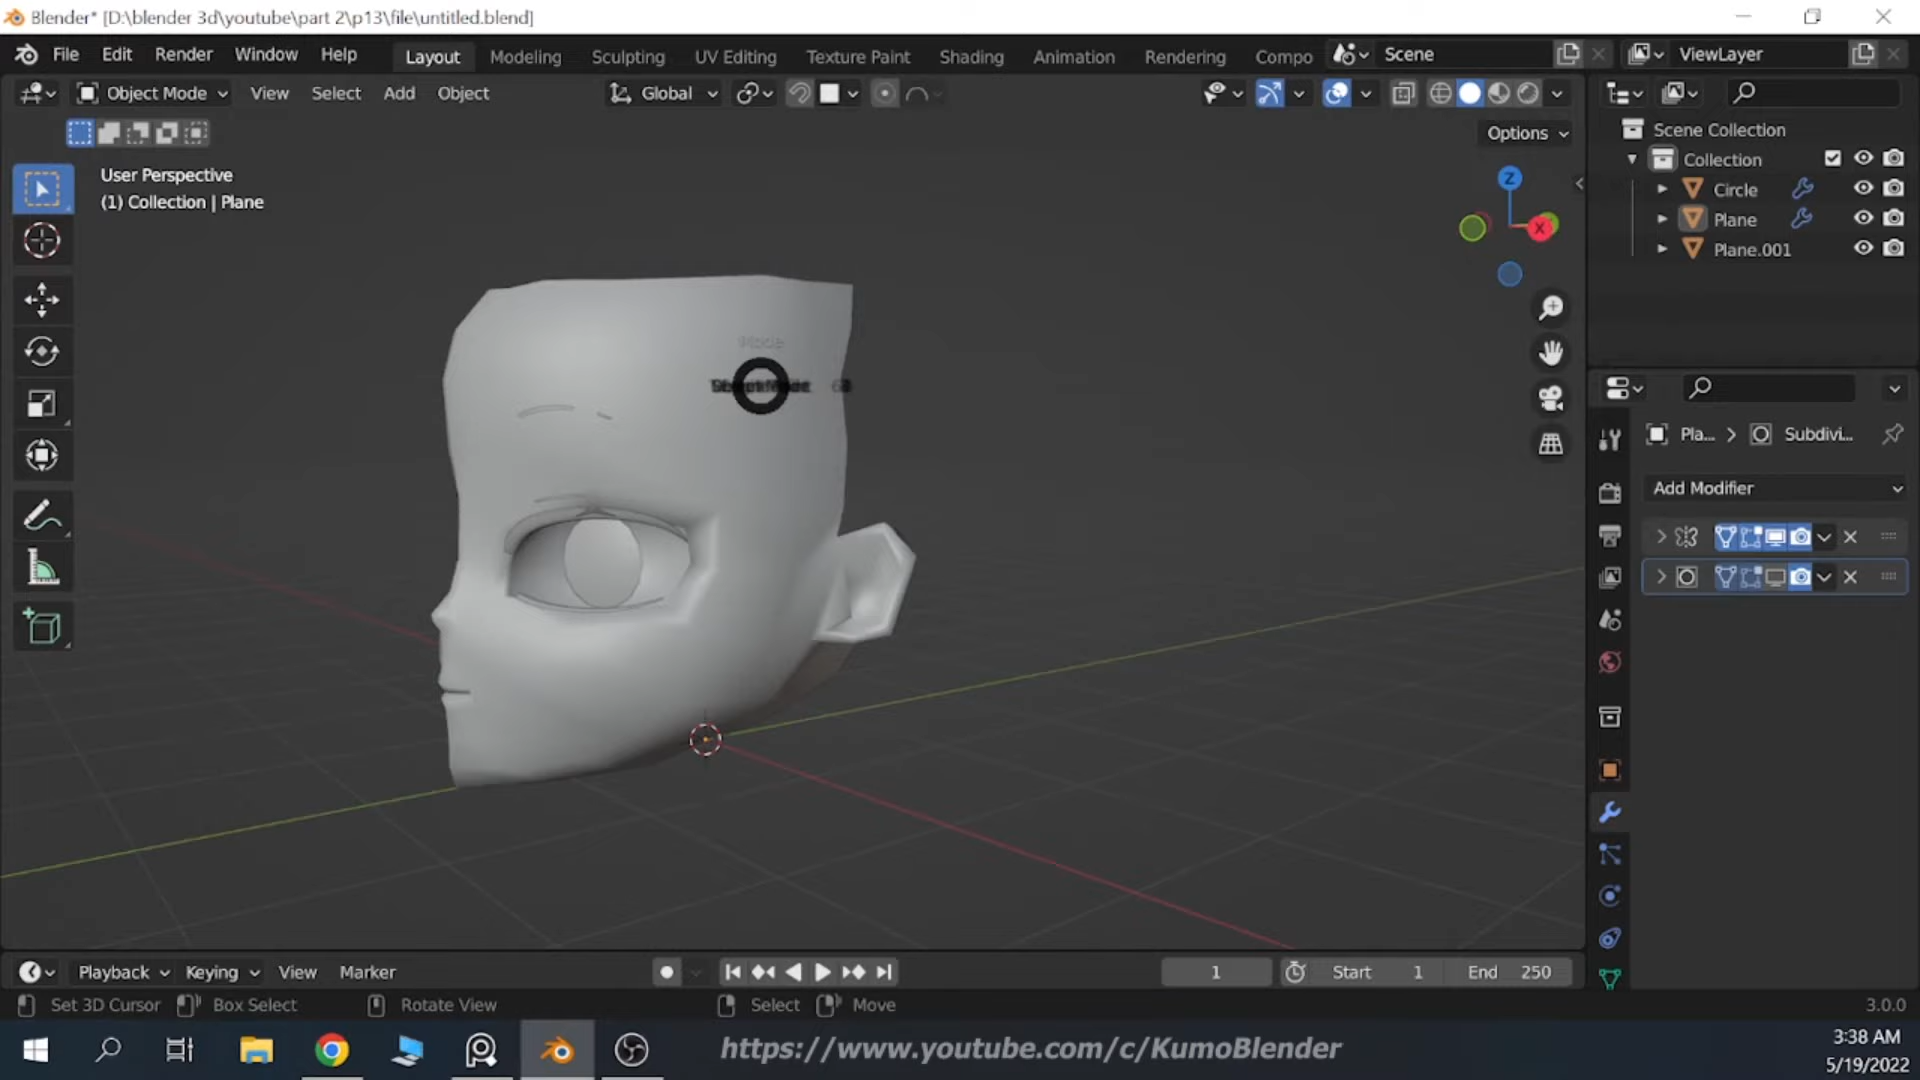 Blender* [D:\blender 3d\youtube\part 2\p13\file\untitled.blend]
File Edit Render Window Help Layout Modeling Sculpting UV Editing Texture Paint Shading Animation Rendering Compo Scene ViewLayer
Object Mode View Select Add Object Global
Options
User Perspective
(1) Collection | Plane
Z
X
Mode
Scene Collection
Collection
Circle
Plane
Plane.001
Pla... Subdivi...
Add Modifier
Playback Keying View Marker 1 Start 1 End 250
Set 3D Cursor Box Select Rotate View Select Move 3.0.0
https://www.youtube.com/c/KumoBlender
3:38 AM
5/19/2022